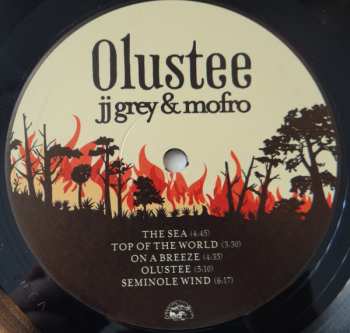 Olustee
jj grey & mofro
THE SEA (4:45)
TOP OF THE WORLD (3:30)
ON A BREEZE (4:35)
OLUSTEE (5:10)
SEMINOLE WIND (6:17)